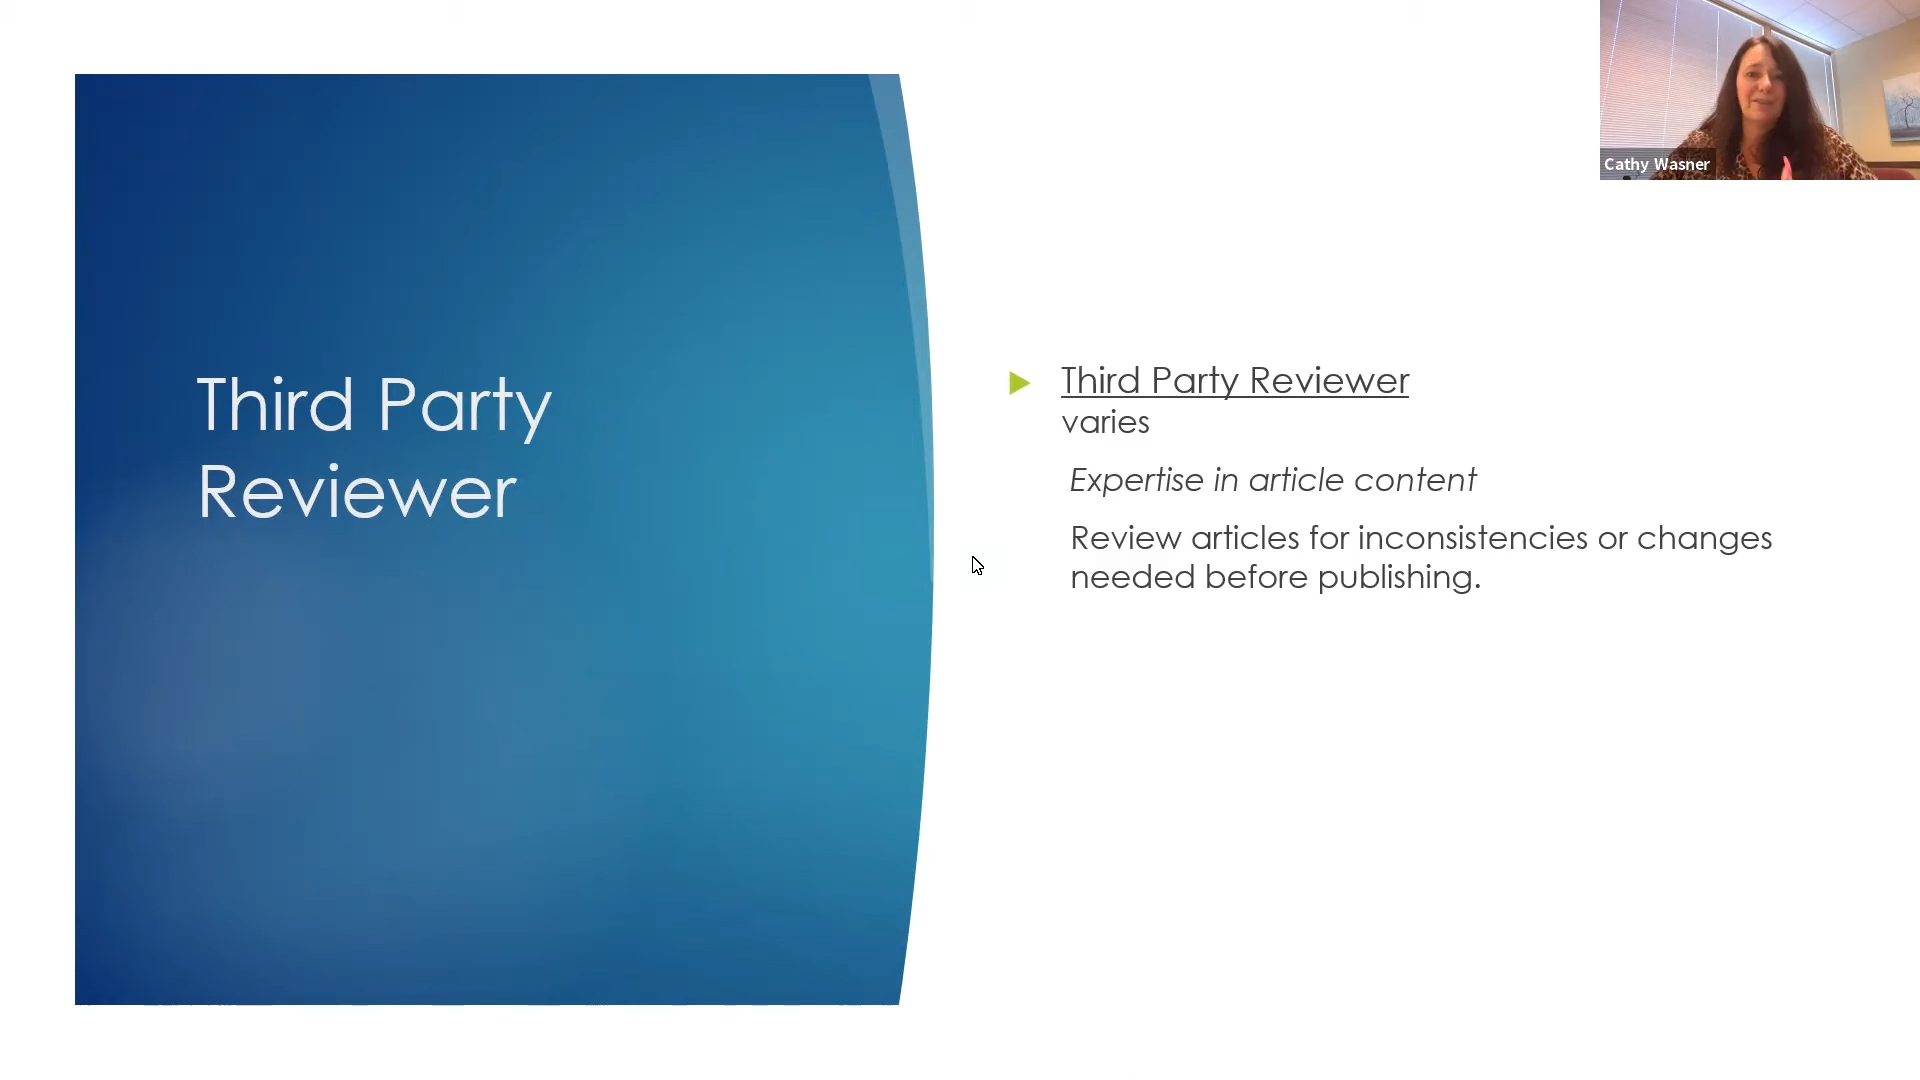 Third Party
Reviewer
Third Party Reviewer
varies
Expertise in article content
Review articles for inconsistencies or changes
needed before publishing.
Cathy Wasner